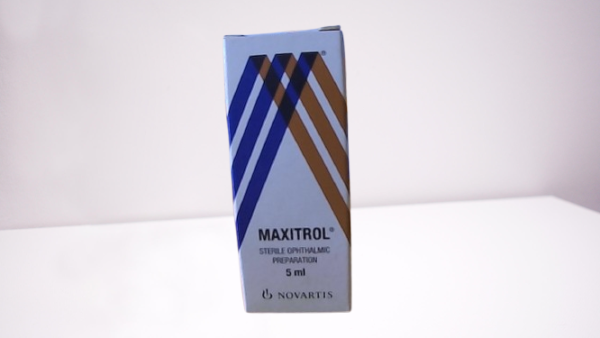 ®
MAXITROL®
STERILE OPHTHALMIC
PREPARATION
5 ml
NOVARTIS